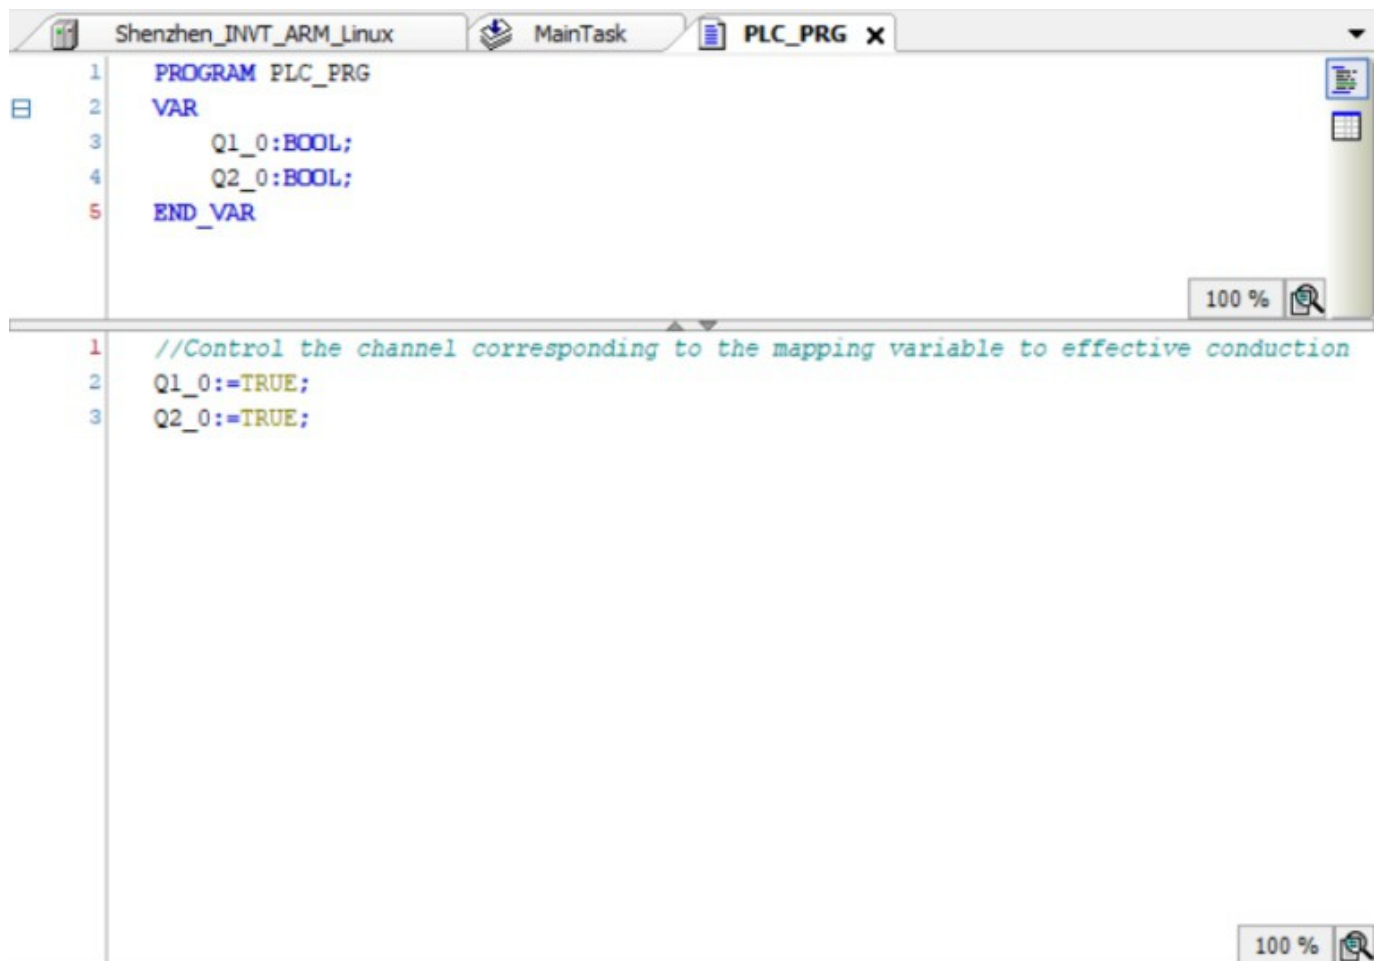 Shenzhen_INVT_ARM_Linux MainTask PLC_PRG
1 PROGRAM PLC_PRG
2 VAR
3 Q1_0:BOOL;
4 Q2_0:BOOL;
5 END_VAR
100 %
1 //Control the channel corresponding to the mapping variable to effective conduction
2 Q1_0:=TRUE;
3 Q2_0:=TRUE;
100 %